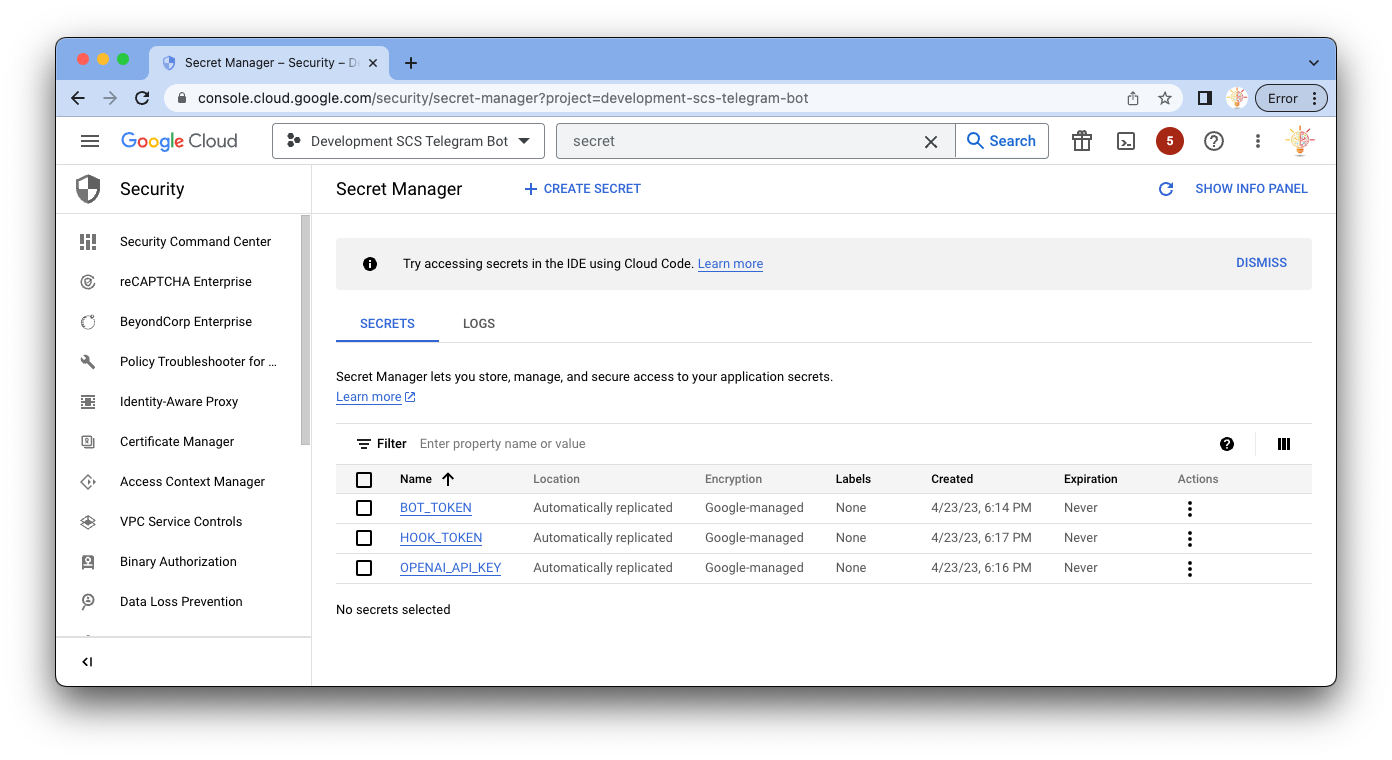 Secret Manager – Security – D
console.cloud.google.com/security/secret-manager?project=development-scs-telegram-bot
Error
Google Cloud
Development SCS Telegram Bot
secret
Search
5
Security
Secret Manager
CREATE SECRET
SHOW INFO PANEL
Security Command Center
reCAPTCHA Enterprise
BeyondCorp Enterprise
Policy Troubleshooter for ...
Identity-Aware Proxy
Certificate Manager
Access Context Manager
VPC Service Controls
Binary Authorization
Data Loss Prevention
Try accessing secrets in the IDE using Cloud Code. Learn more
DISMISS
SECRETS LOGS
Secret Manager lets you store, manage, and secure access to your application secrets.
Learn more
Filter Enter property name or value
Name Location Encryption Labels Created Expiration Actions
BOT_TOKEN Automatically replicated Google-managed None 4/23/23, 6:14 PM Never
HOOK_TOKEN Automatically replicated Google-managed None 4/23/23, 6:17 PM Never
OPENAI_API_KEY Automatically replicated Google-managed None 4/23/23, 6:16 PM Never
No secrets selected